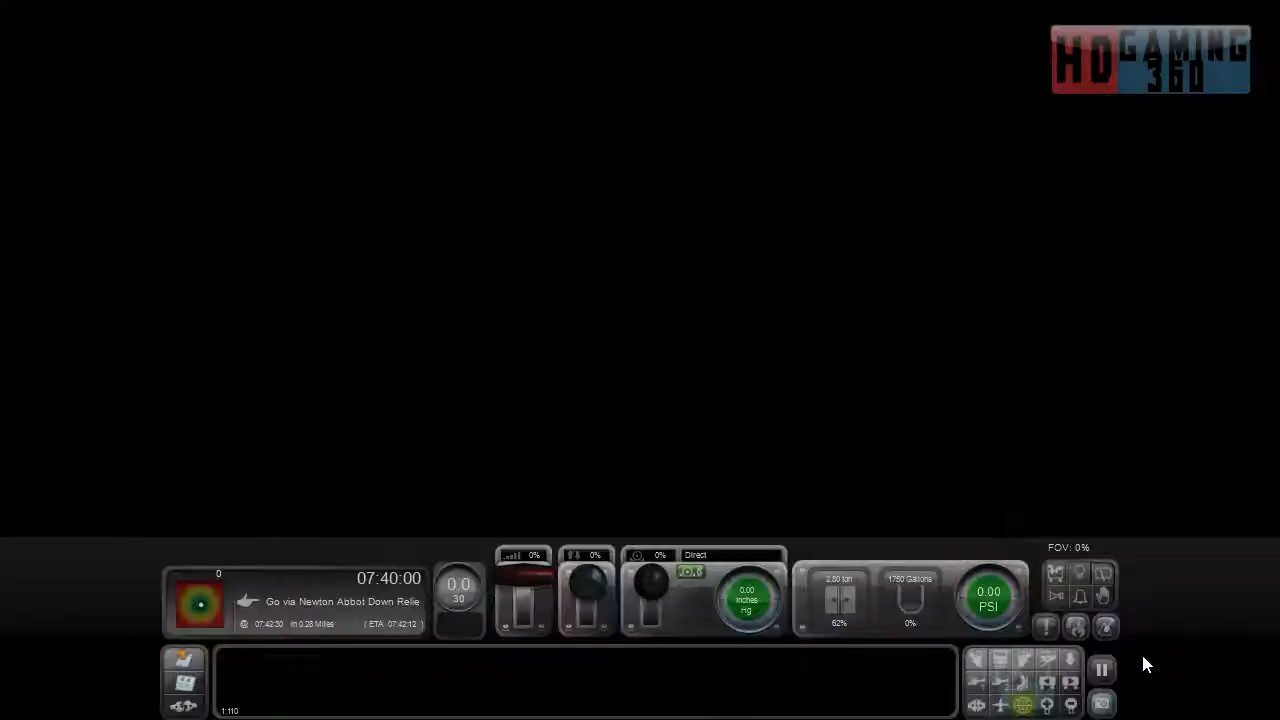 HD GAMING
360
FOV: 0%
0% 0% 0% Direct
0 07:40:00
Go via Newton Abbot Down Relie
@ 07:42:30 in 0.28 Miles ( ETA: 07:42:12 )
0.0
30
0.00
Inches
Hg
2.80 ton
62%
1750 Gallons
0%
0.00
PSI
1:110